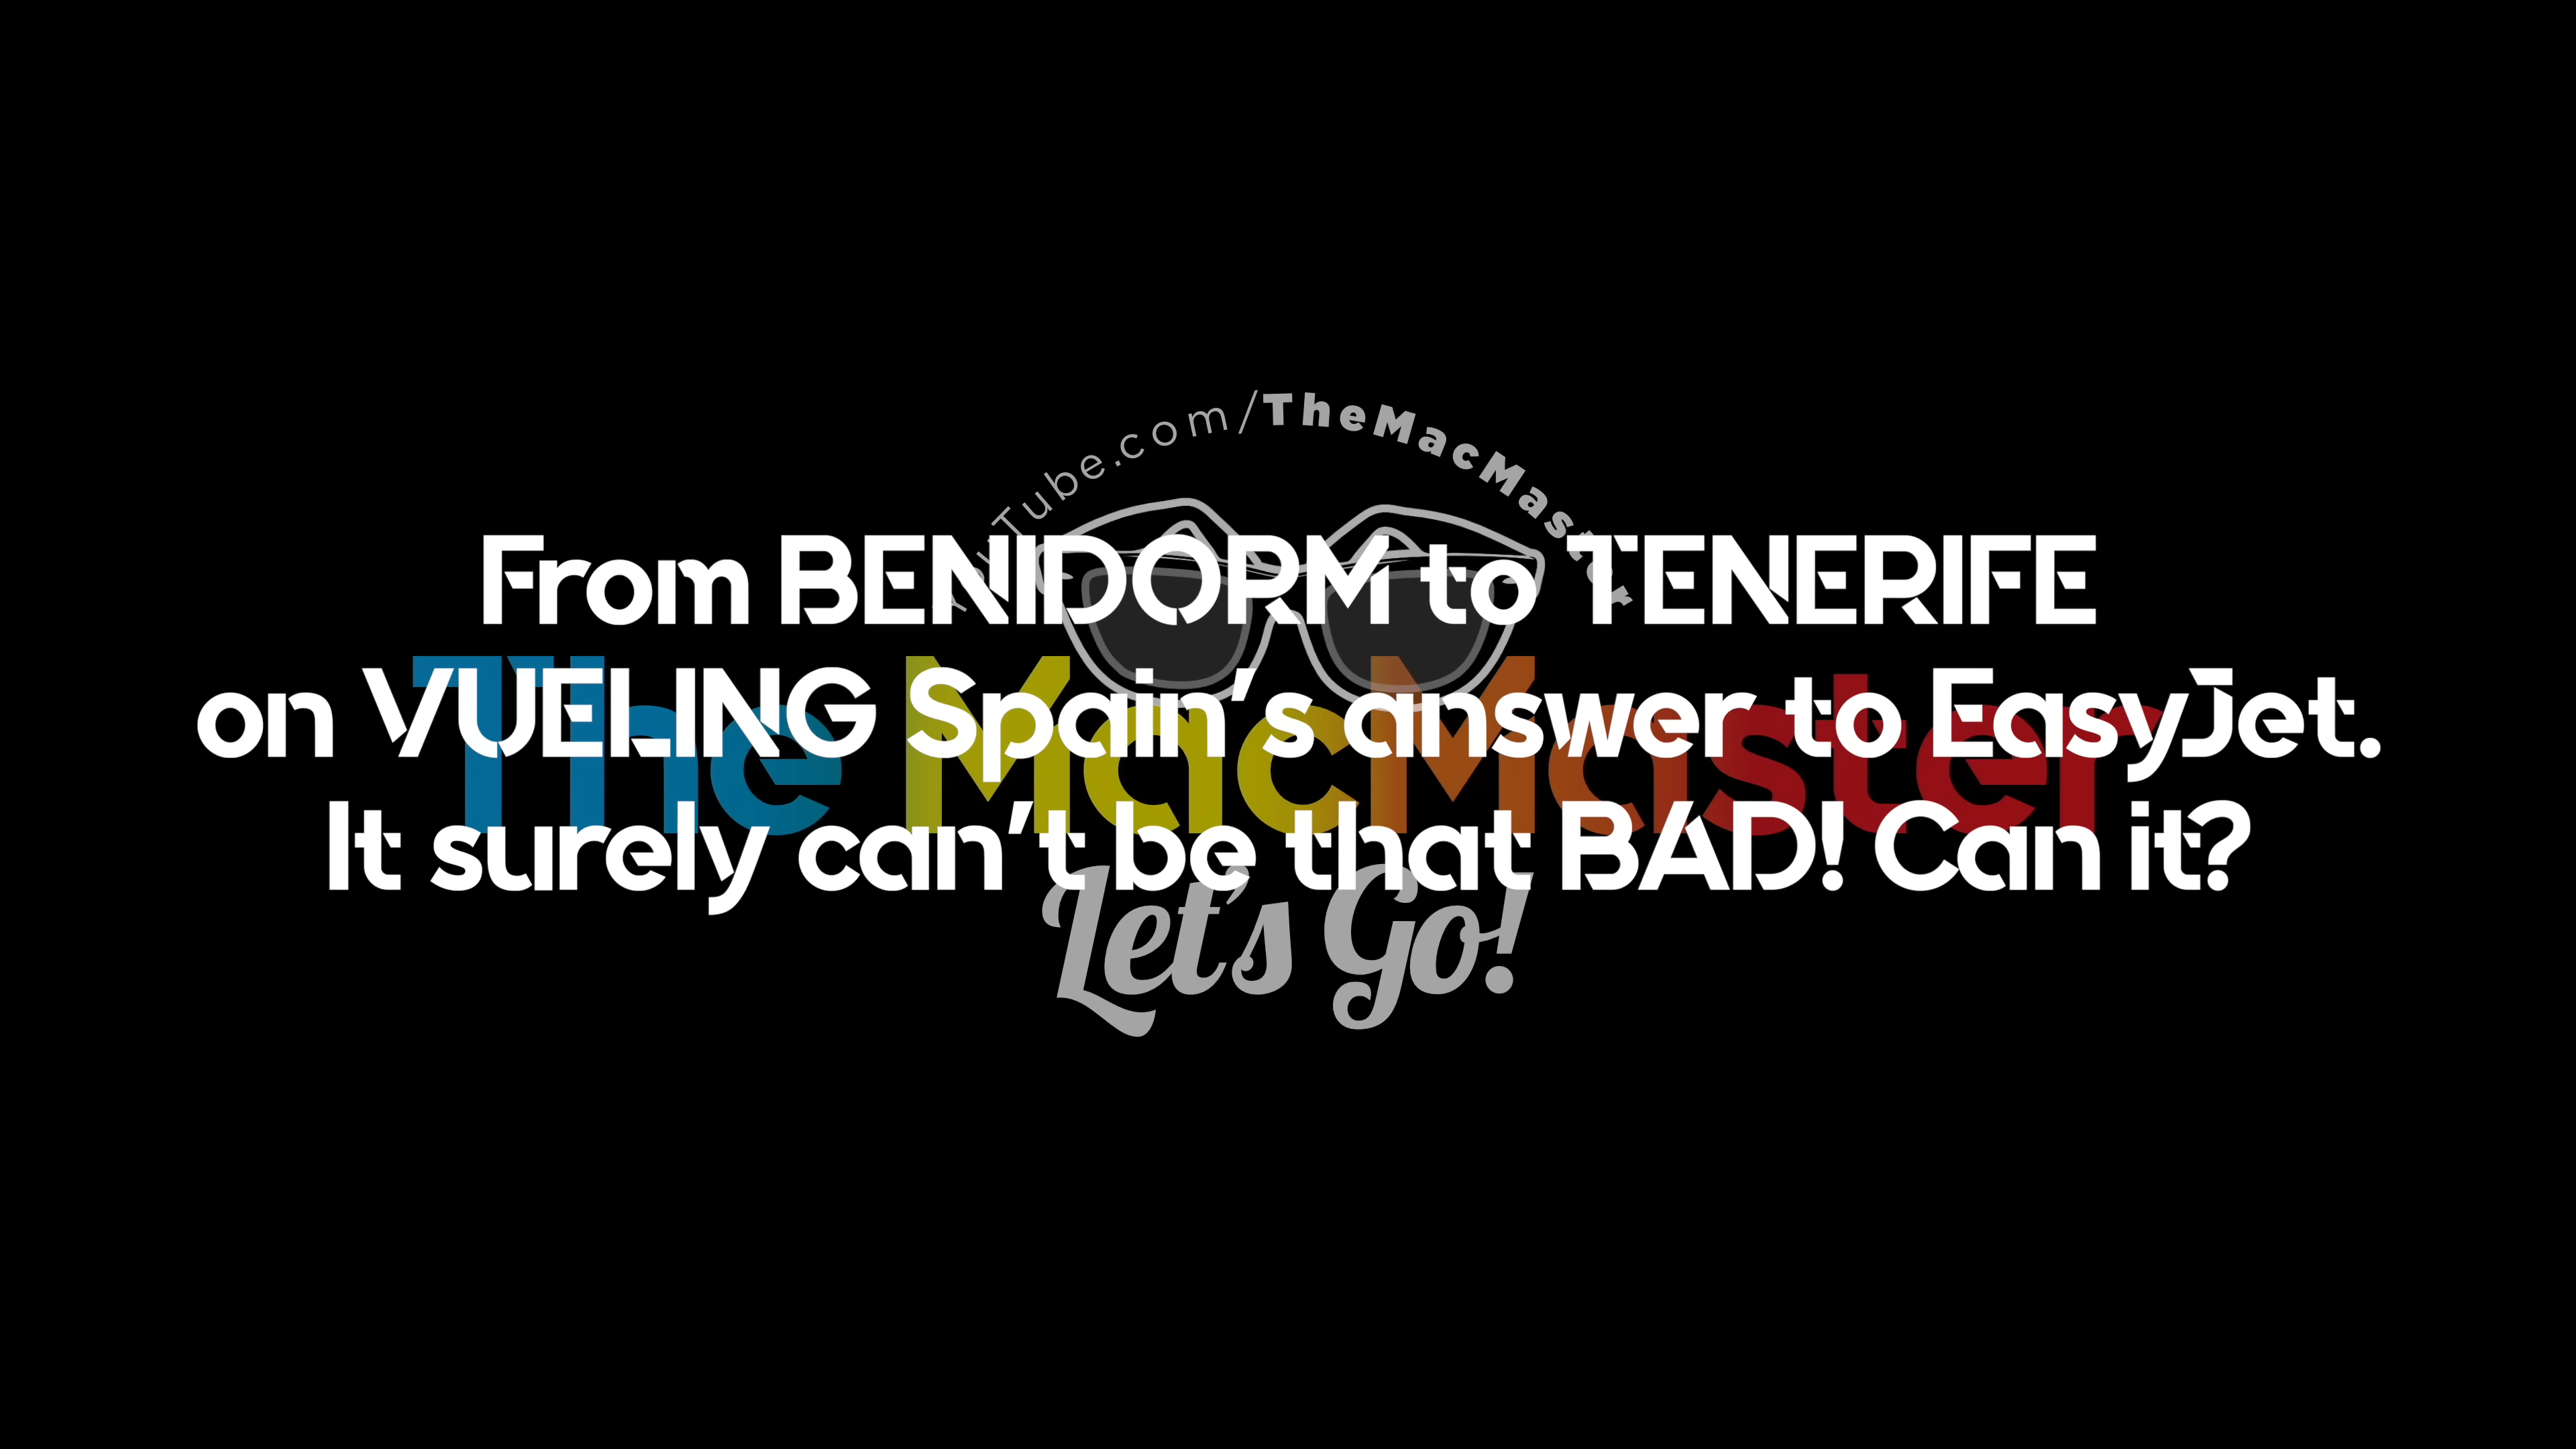 YouTube.com/TheMacMaster
From BENIDORM to TENERIFE
on VUELING Spain's answer to EasyJet.
The MacMaster
It surely can't be that BAD! Can it?
Let's Go!